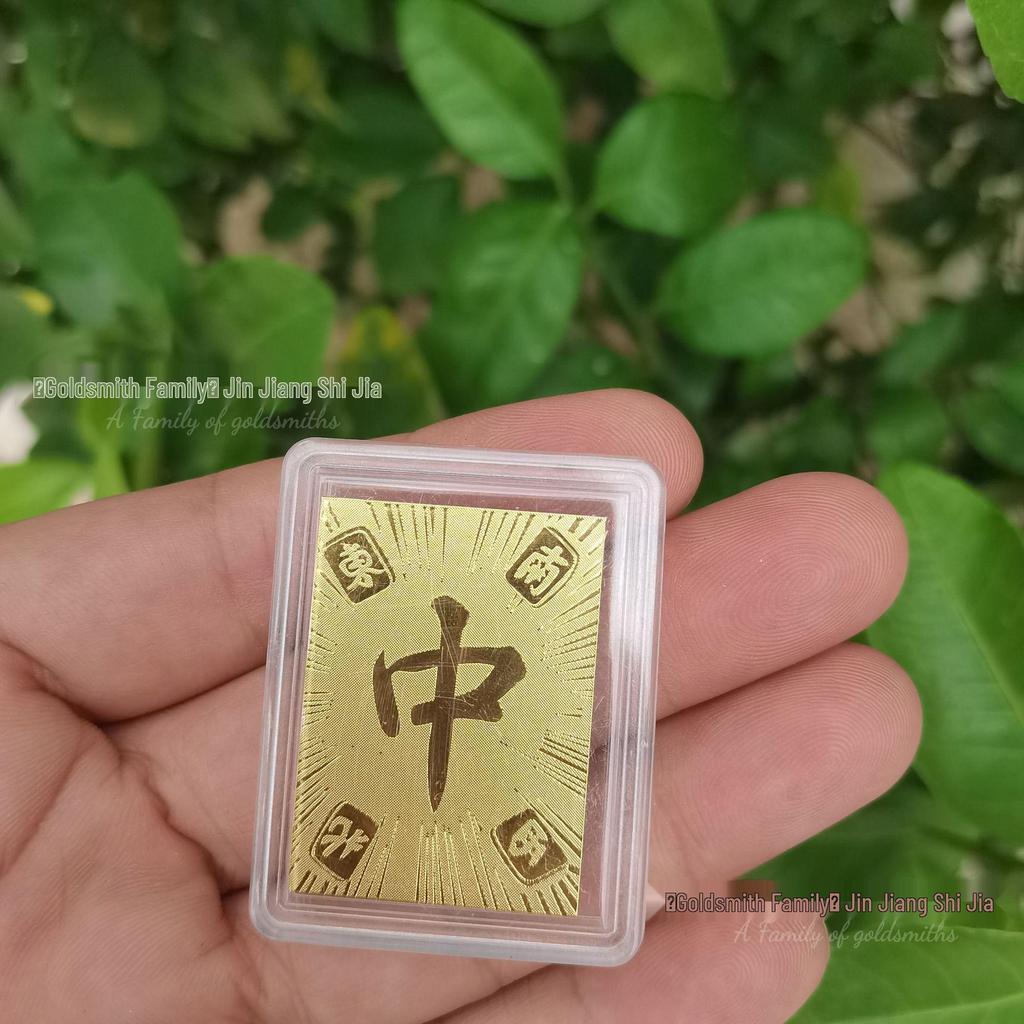 ▯Goldsmith Family▯ Jin Jiang Shi Jia
A Family of goldsmiths
東 南
中
北 西
▯Goldsmith Family▯ Jin Jiang Shi Jia
A Family of goldsmiths